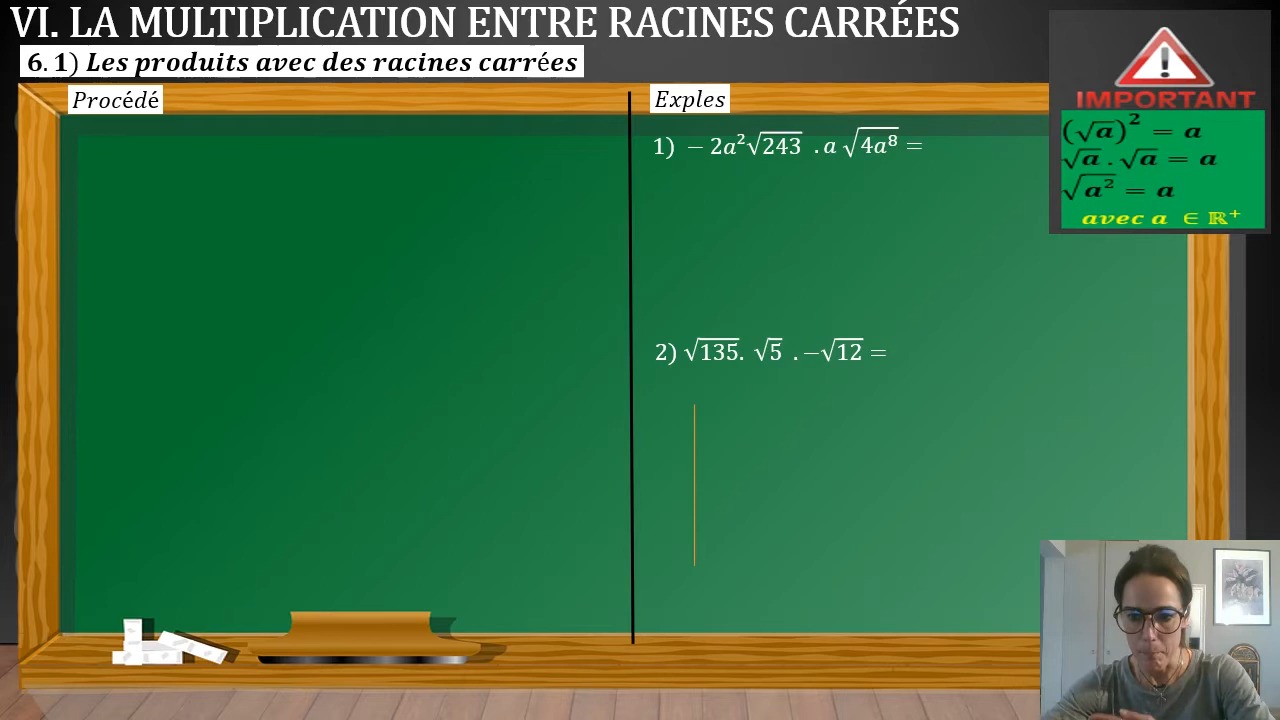 VI. LA MULTIPLICATION ENTRE RACINES CARRÉES
6.1) Les produits avec des racines carrées
Procédé
Exples
1) − 2a²√243 . a √4a⁸ =
2) √135. √5 . −√12 =
IMPORTANT
(√a)² = a
√a . √a = a
√a² = a
avec a ∈ ℝ⁺